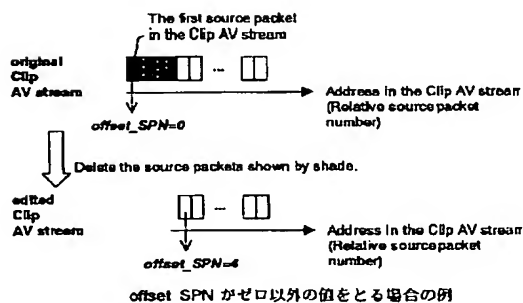 The first source packet
in the Clip AV stream
original
Clip
AV stream
...
Address in the Clip AV stream
(Relative source packet
number)
offset_SPN=0
Delete the source packets shown by shade.
edited
Clip
AV stream
...
Address in the Clip AV stream
(Relative source packet
number)
offset_SPN=4
offset_SPN がゼロ以外の値をとる場合の例